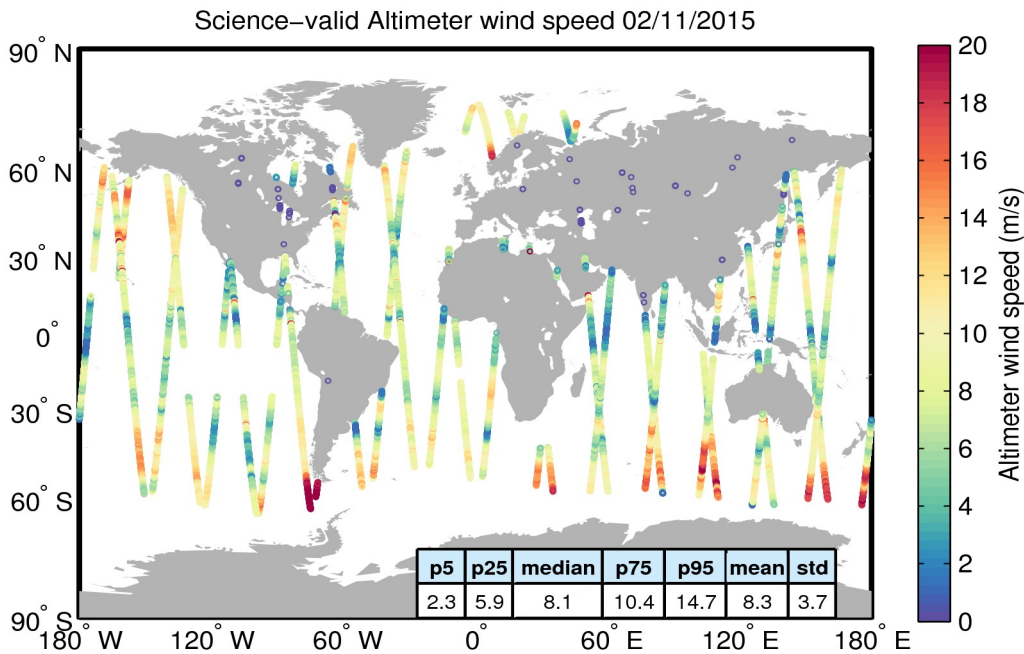 Science−valid Altimeter wind speed 02/11/2015
90° N
60° N
30° N
0°
30° S
60° S
90° S
180° W
120° W
60° W
0°
60° E
120° E
180° E
p5 p25 median p75 p95 mean std
2.3 5.9 8.1 10.4 14.7 8.3 3.7
20
18
16
14
12
10
8
6
4
2
0
Altimeter wind speed (m/s)